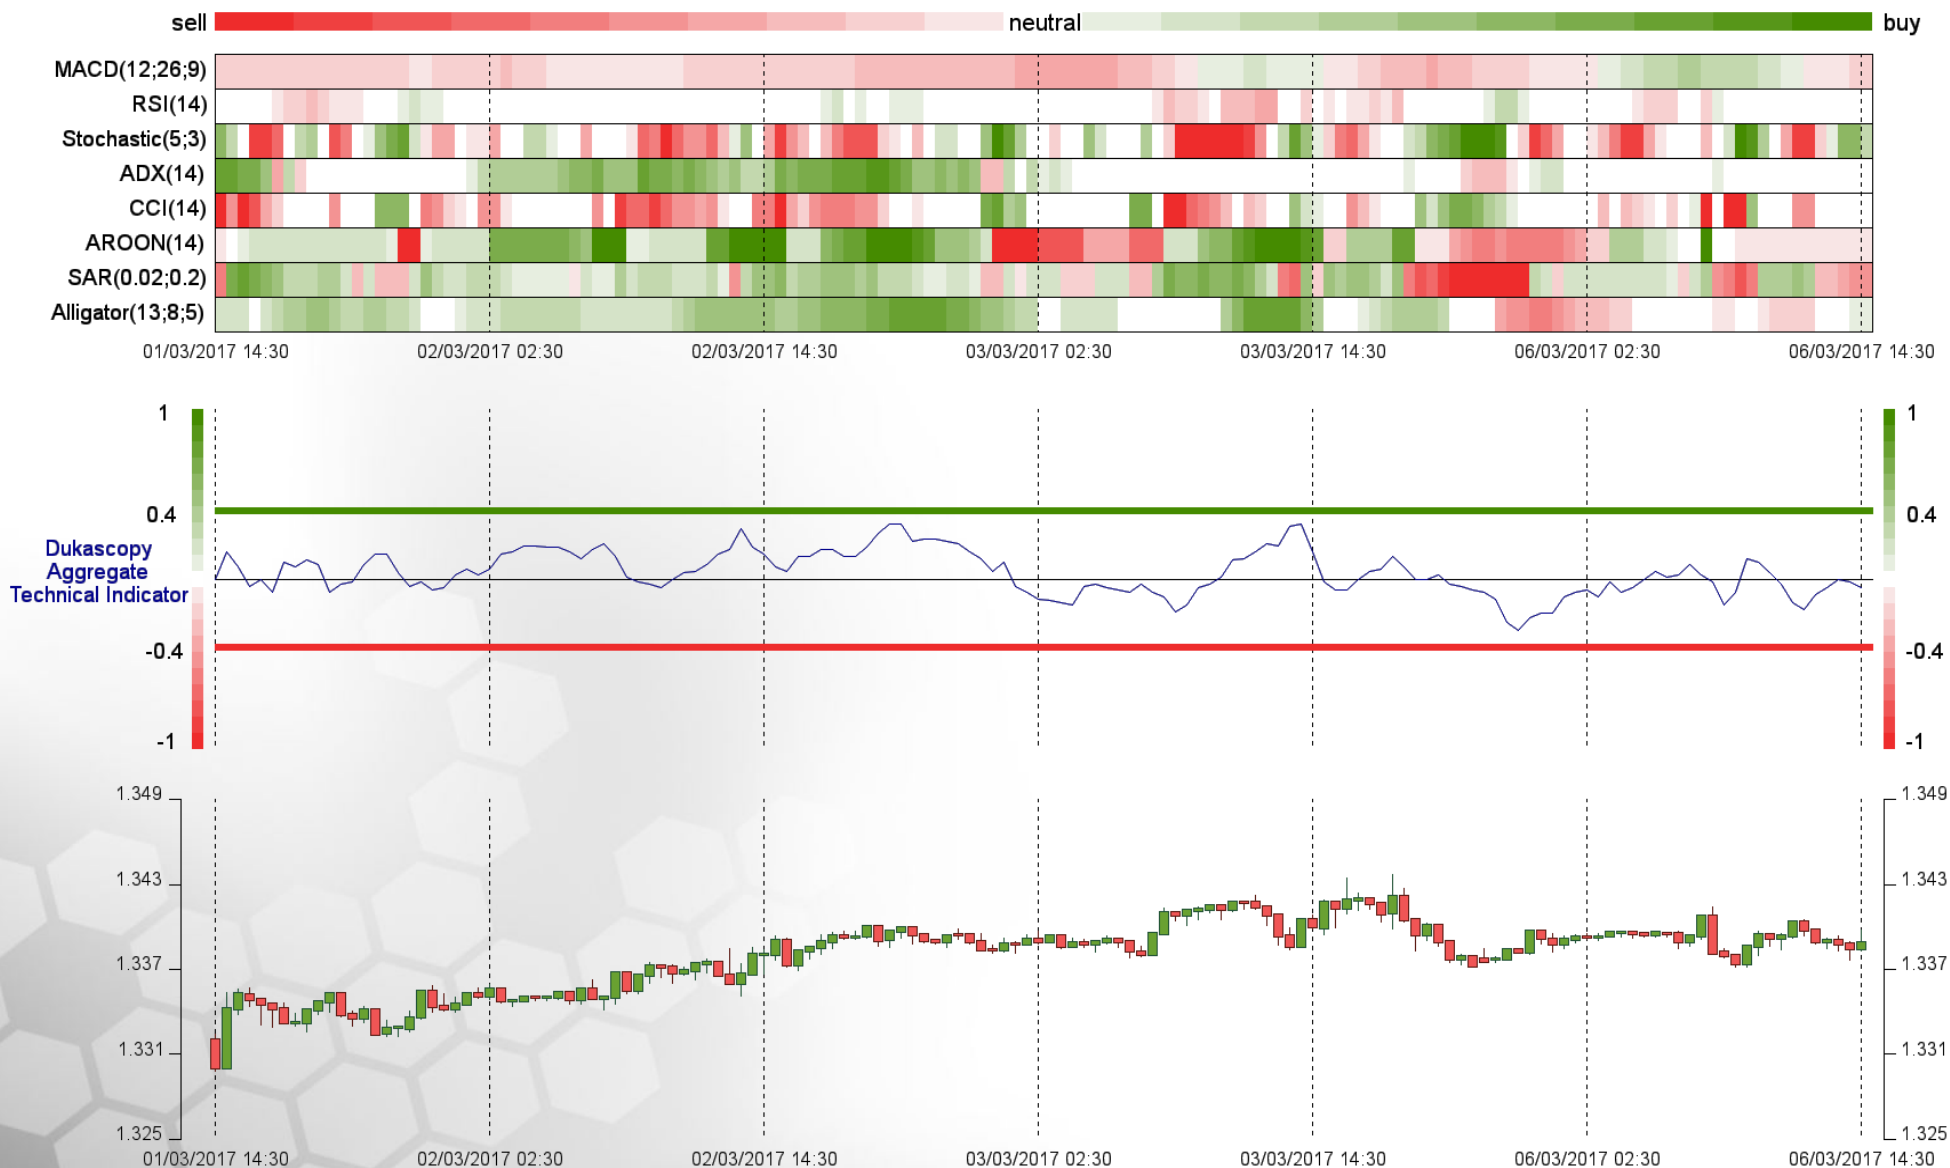 sell neutral buy
MACD(12;26;9)
RSI(14)
Stochastic(5;3)
ADX(14)
CCI(14)
AROON(14)
SAR(0.02;0.2)
Alligator(13;8;5)
01/03/2017 14:30 02/03/2017 02:30 02/03/2017 14:30 03/03/2017 02:30 03/03/2017 14:30 06/03/2017 02:30 06/03/2017 14:30
1 1
0.4 0.4
Dukascopy
Aggregate
Technical Indicator
-0.4 -0.4
-1 -1
1.349 1.349
1.343 1.343
1.337 1.337
1.331 1.331
1.325 1.325
01/03/2017 14:30 02/03/2017 02:30 02/03/2017 14:30 03/03/2017 02:30 03/03/2017 14:30 06/03/2017 02:30 06/03/2017 14:30